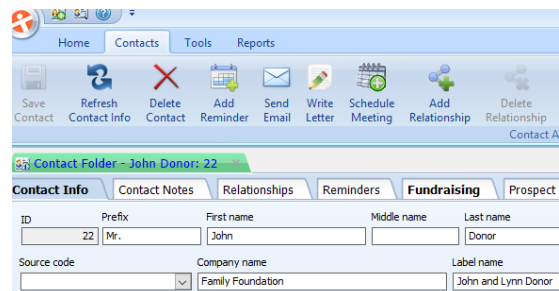 Home Contacts Tools Reports
Save Refresh Delete Add Send Write Schedule Add Delete
Contact Contact Info Contact Reminder Email Letter Meeting Relationship Relationship
Contact A
Contact Folder - John Donor: 22
Contact Info Contact Notes Relationships Reminders Fundraising Prospect
ID Prefix First name Middle name Last name
22 Mr. John Donor
Source code Company name Label name
Family Foundation John and Lynn Donor